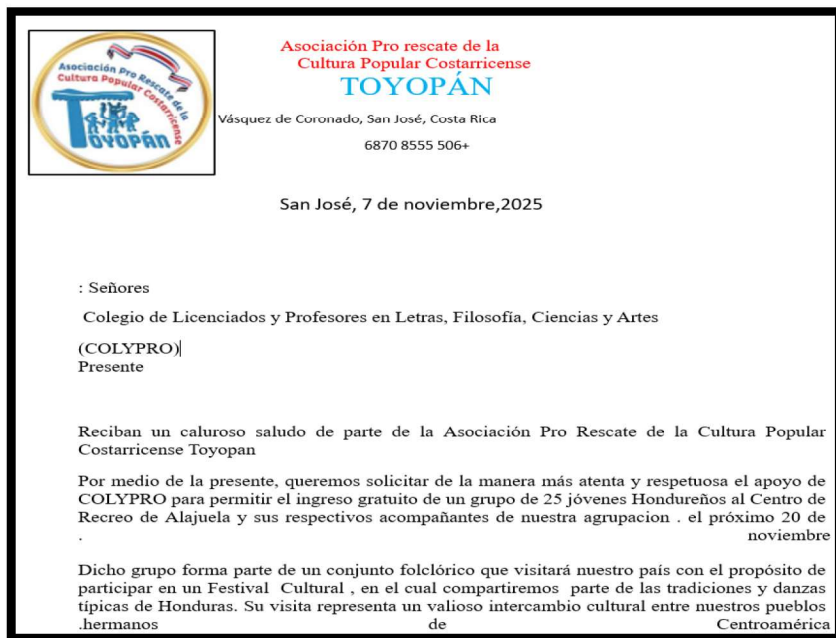 Asociación Pro Rescate de la
Cultura Popular Costarricense
TOYOPÁN
Asociación Pro rescate de la
Cultura Popular Costarricense
TOYOPÁN
Vásquez de Coronado, San José, Costa Rica
6870 8555 506+
San José, 7 de noviembre,2025
: Señores
Colegio de Licenciados y Profesores en Letras, Filosofía, Ciencias y Artes
(COLYPRO)
Presente
Reciban un caluroso saludo de parte de la Asociación Pro Rescate de la Cultura Popular
Costarricense Toyopan
Por medio de la presente, queremos solicitar de la manera más atenta y respetuosa el apoyo de
COLYPRO para permitir el ingreso gratuito de un grupo de 25 jóvenes Hondureños al Centro de
Recreo de Alajuela y sus respectivos acompañantes de nuestra agrupacion . el próximo 20 de
. noviembre
Dicho grupo forma parte de un conjunto folclórico que visitará nuestro país con el propósito de
participar en un Festival Cultural , en el cual compartiremos parte de las tradiciones y danzas
típicas de Honduras. Su visita representa un valioso intercambio cultural entre nuestros pueblos
.hermanos de Centroamérica